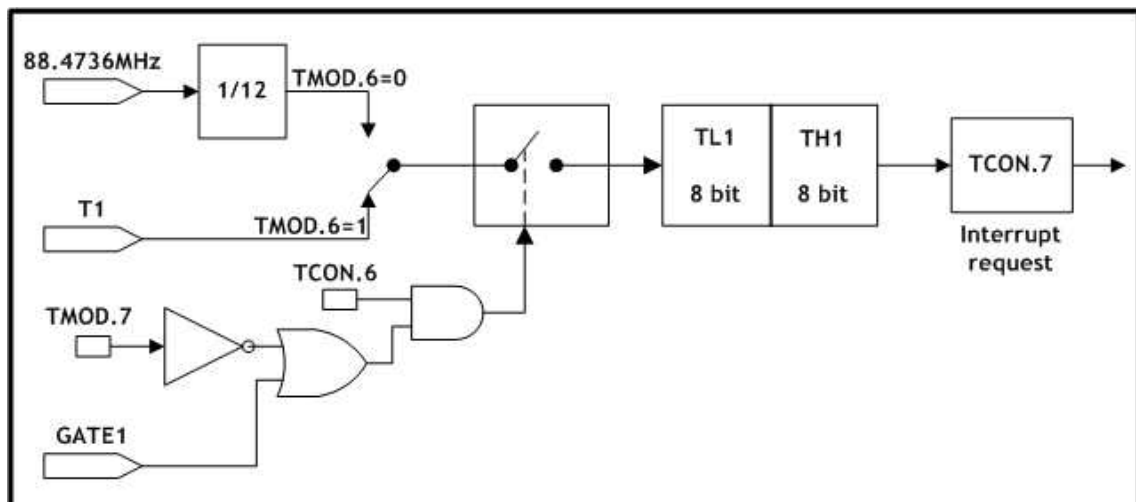 88.4736MHz
1/12
TMOD.6=0
T1
TMOD.6=1
TL1
8 bit
TH1
8 bit
TCON.7
Interrupt
request
TCON.6
TMOD.7
GATE1